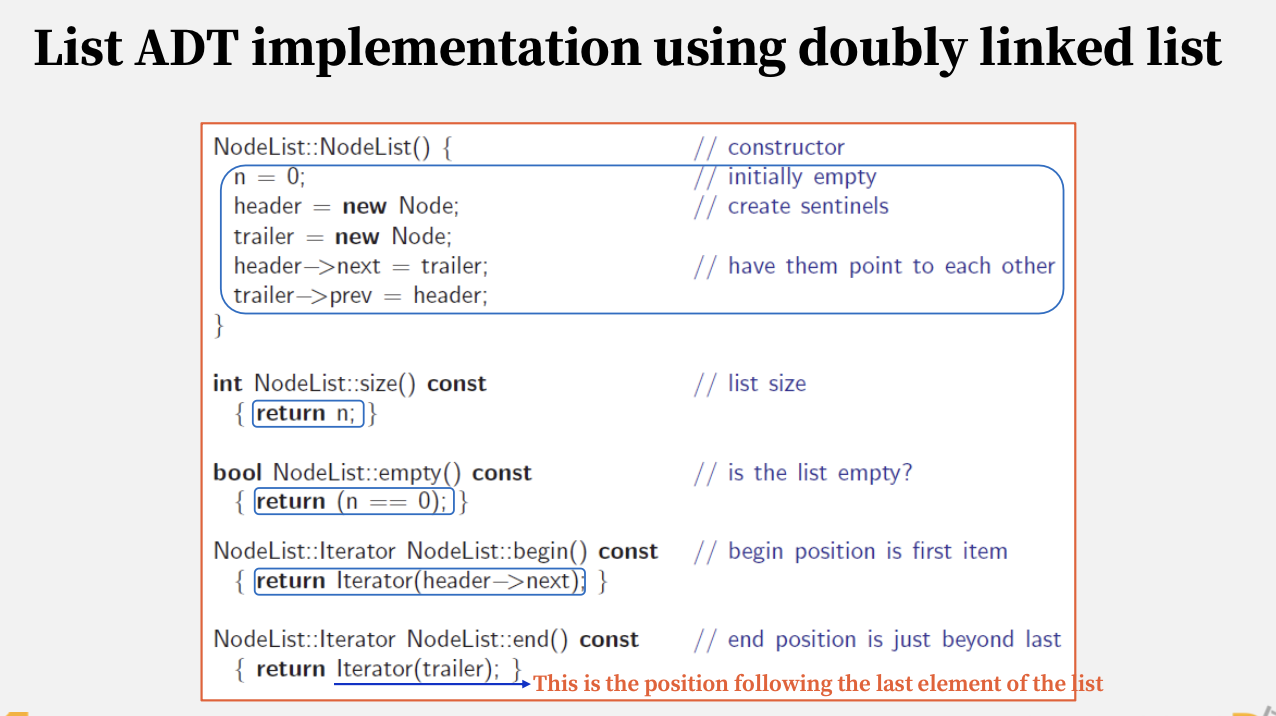 List ADT implementation using doubly linked list
NodeList::NodeList() { // constructor
n = 0; // initially empty
header = new Node; // create sentinels
trailer = new Node;
header->next = trailer; // have them point to each other
trailer->prev = header;
}
int NodeList::size() const // list size
{ return n; }
bool NodeList::empty() const // is the list empty?
{ return (n == 0); }
NodeList::Iterator NodeList::begin() const // begin position is first item
{ return Iterator(header->next); }
NodeList::Iterator NodeList::end() const // end position is just beyond last
{ return Iterator(trailer); }
This is the position following the last element of the list